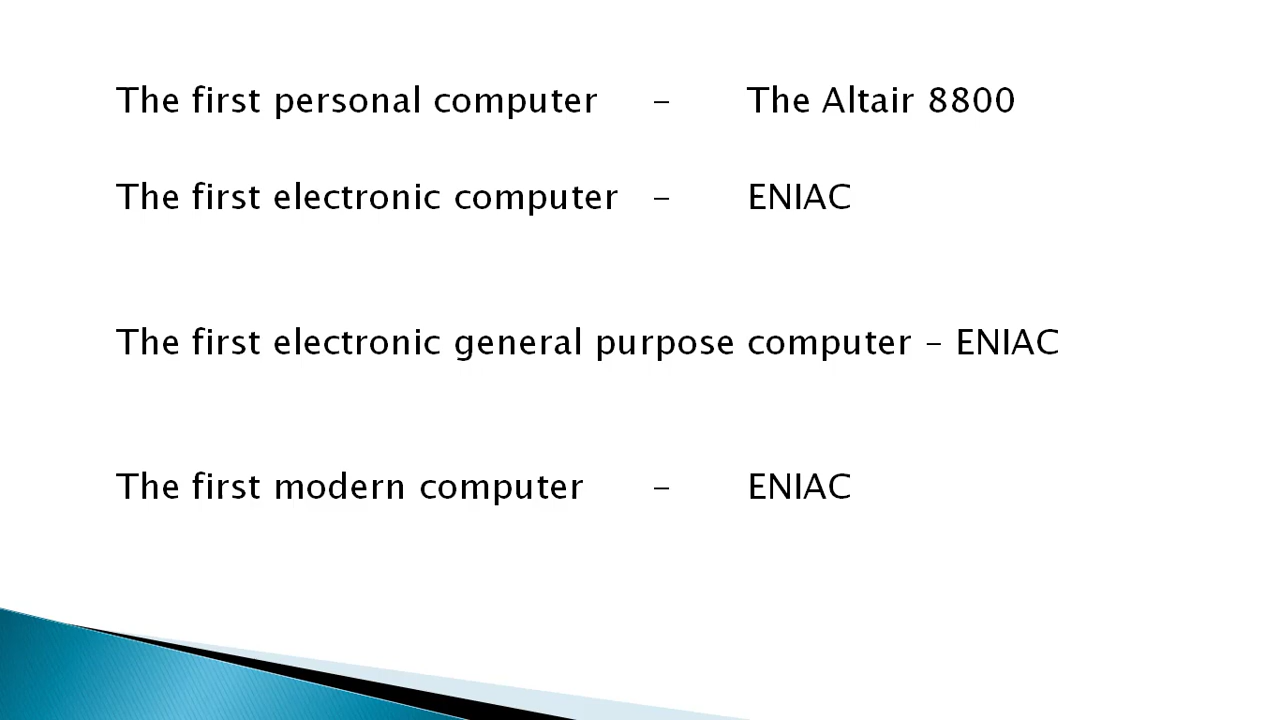 The first personal computer – The Altair 8800
The first electronic computer – ENIAC
The first electronic general purpose computer – ENIAC
The first modern computer – ENIAC